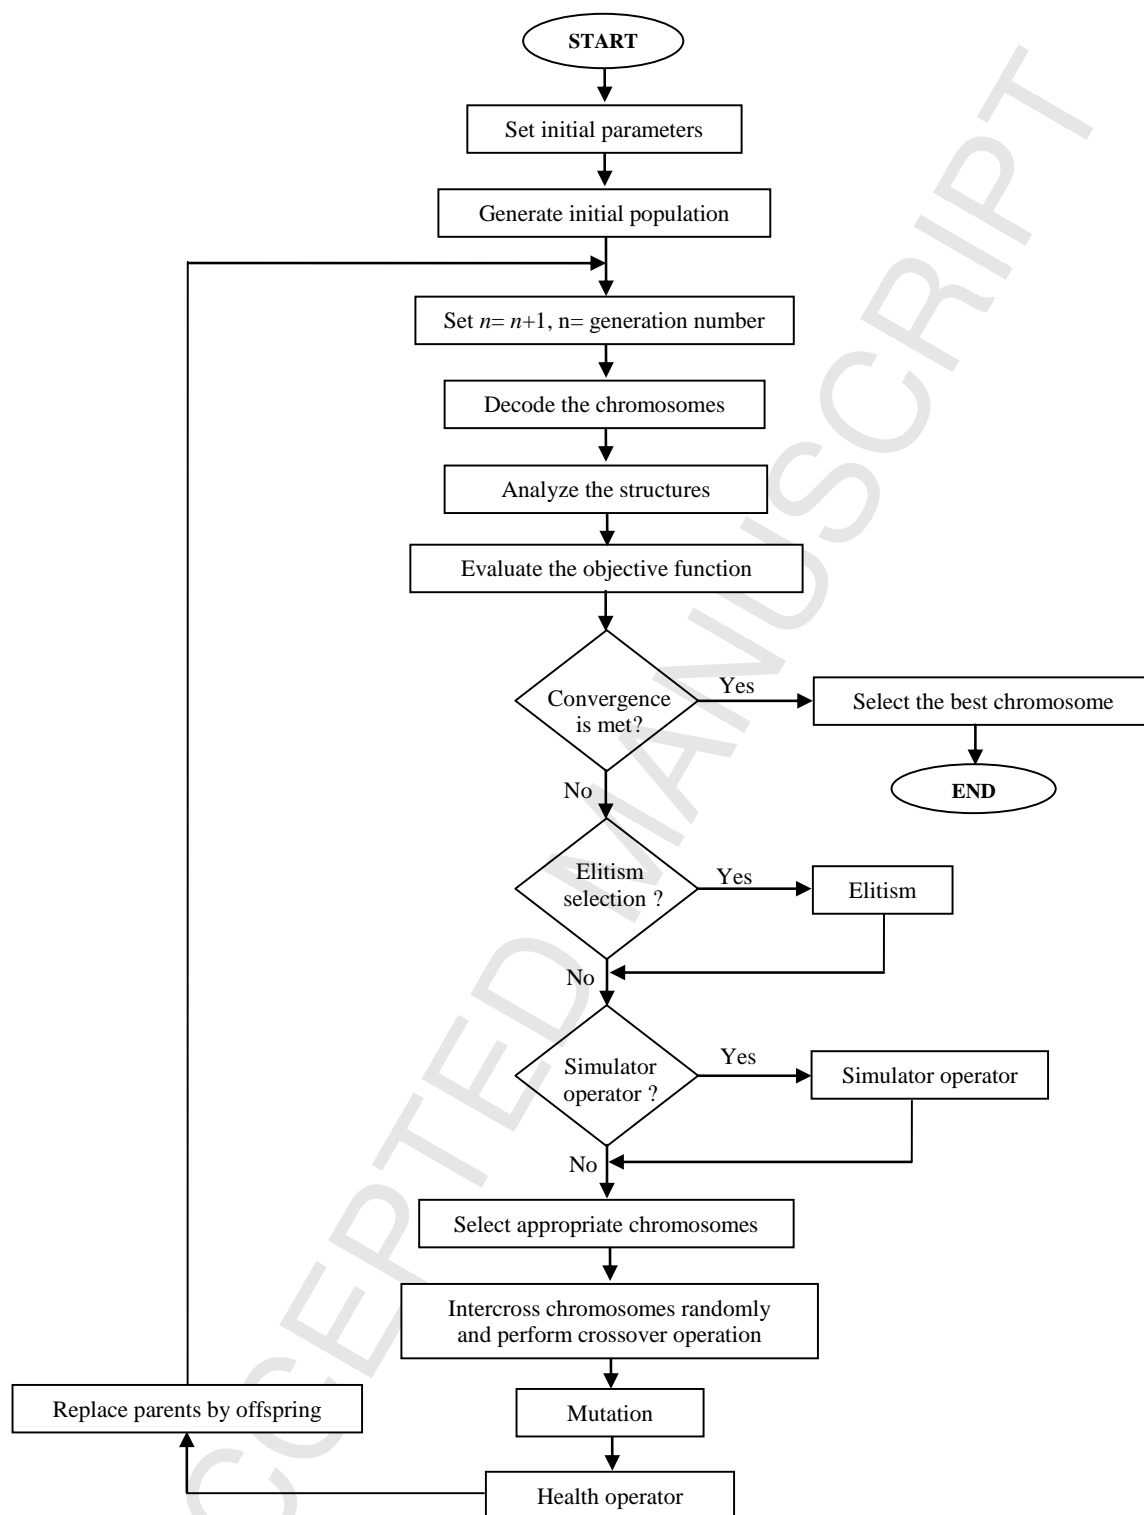 START
Set initial parameters
Generate initial population
Set n= n+1, n= generation number
Decode the chromosomes
Analyze the structures
Evaluate the objective function
Convergence
is met?
Yes
Select the best chromosome
No
END
Elitism
selection ?
Yes
Elitism
No
Simulator
operator ?
Yes
Simulator operator
No
Select appropriate chromosomes
Intercross chromosomes randomly
and perform crossover operation
Replace parents by offspring
Mutation
Health operator
CCEPTED MANUSCRIPT